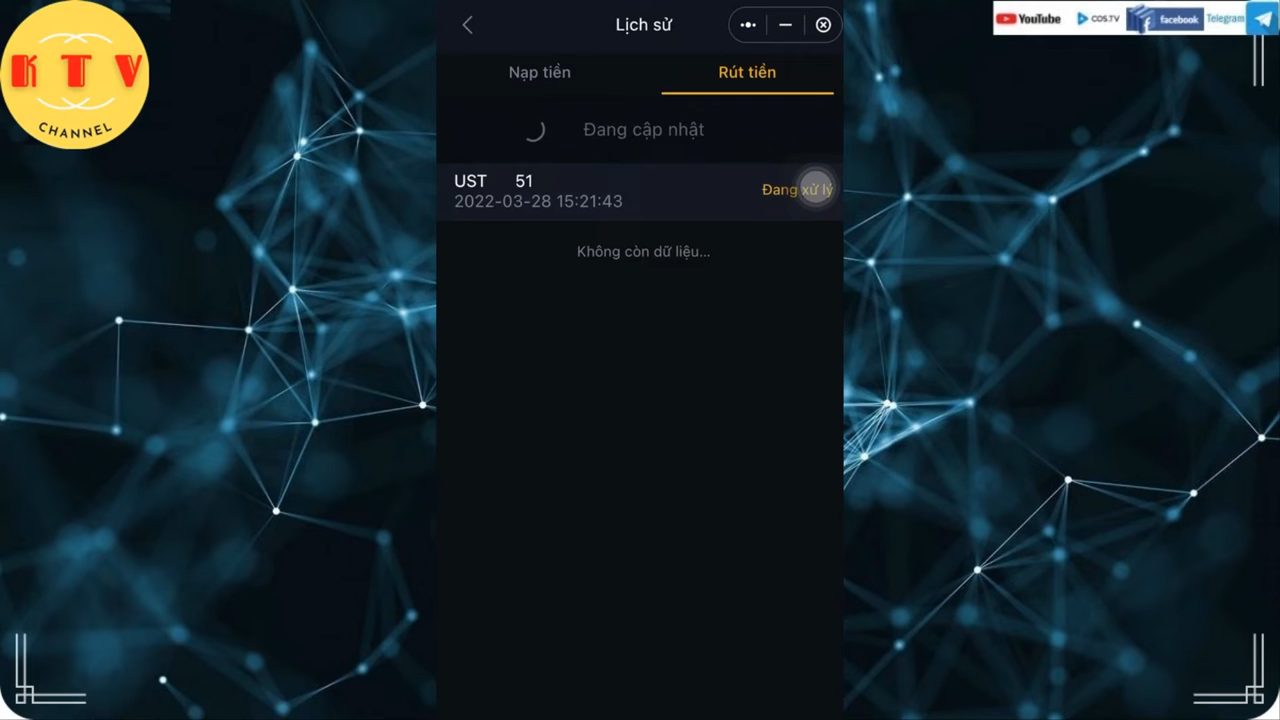 K T V
CHANNEL
YouTube
COS.TV
facebook
Telegram
Lịch sử
Nạp tiền
Rút tiền
Đang cập nhật
UST 51
Đang xử lý
2022-03-28 15:21:43
Không còn dữ liệu...